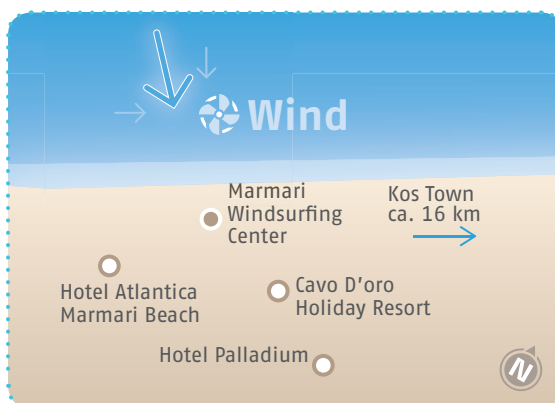 Wind
Marmari
Windsurfing
Center
Kos Town
ca. 16 km
Hotel Atlantica
Marmari Beach
Cavo D'oro
Holiday Resort
Hotel Palladium
N